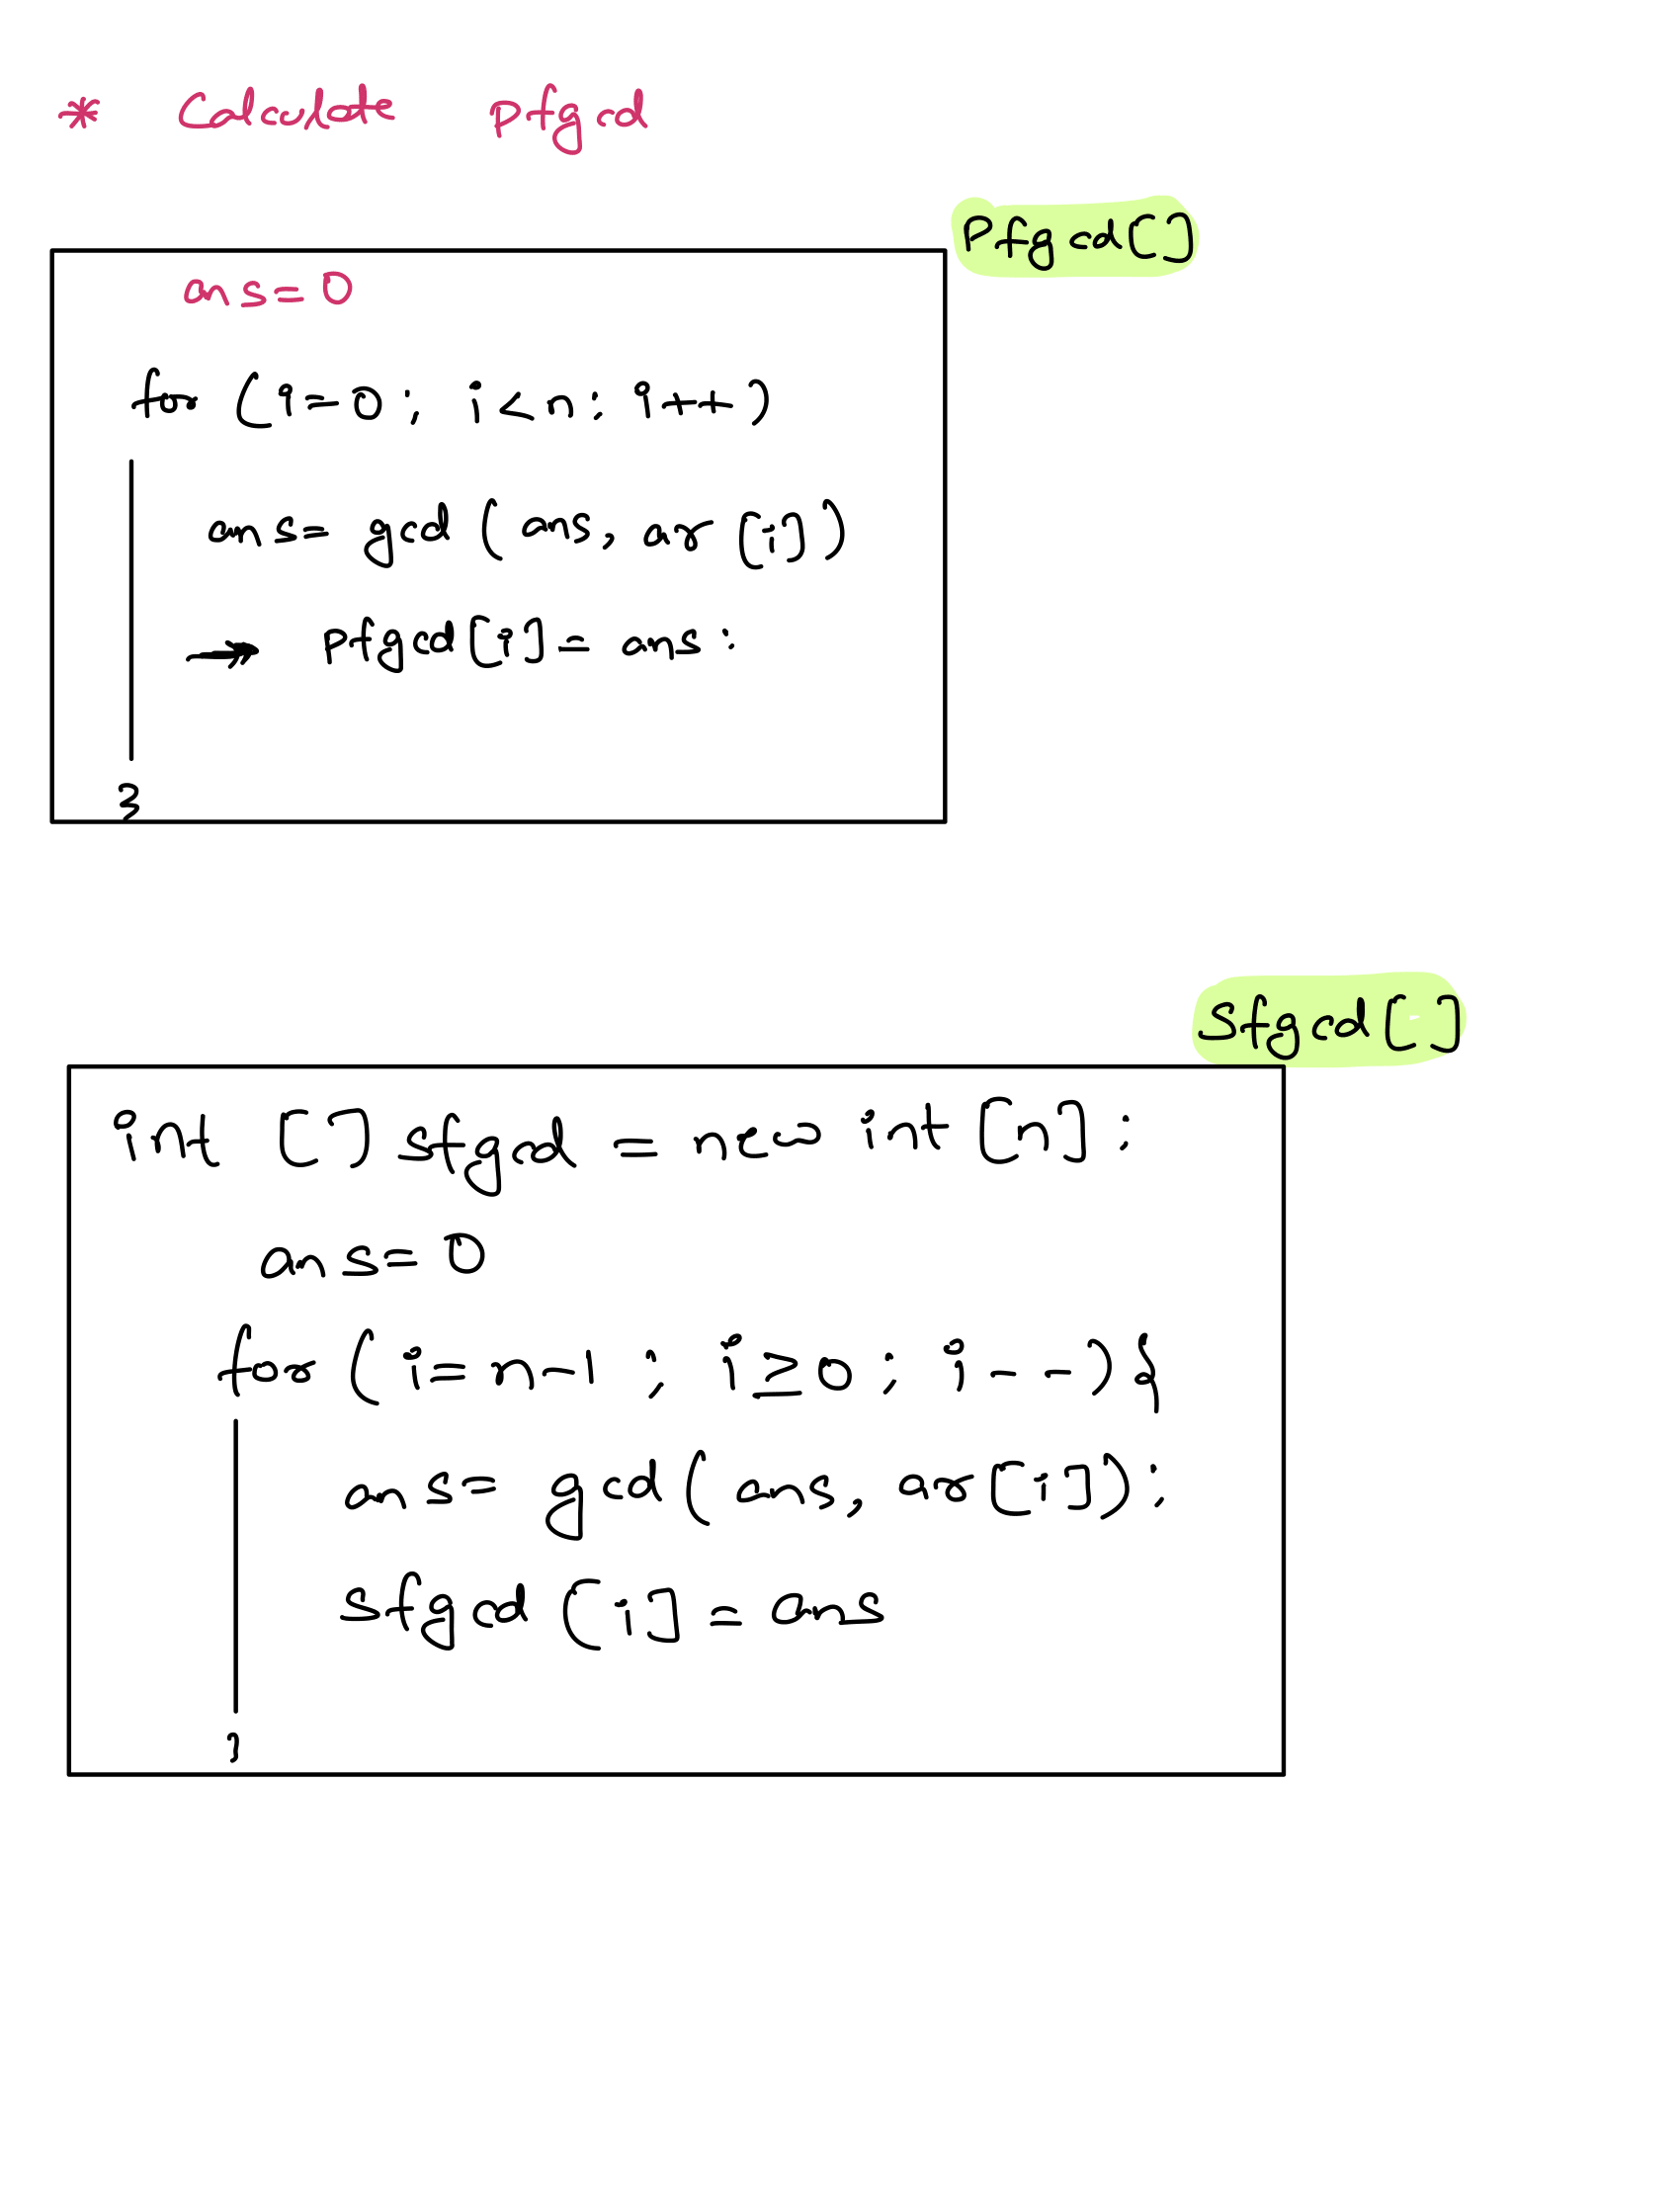 * Calculate Pfgcd
Pfgcd[]
ans=0
for (i=0; i<n; i++)
ans= gcd (ans, ar[i])
→ Pfgcd[i]= ans;
}
Sfgcd[]
int [] sfgcd = new int [n];
ans=0
for (i= n-1 ; i≥0; i--){
ans= gcd(ans, ar[i]);
sfgcd [i] = ans
}